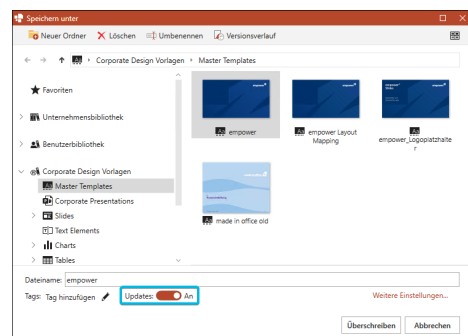 Speichern unter
Neuer Ordner Löschen Umbenennen Versionsverlauf
Corporate Design Vorlagen Master Templates
Favoriten
Unternehmensbibliothek
Benutzerbibliothek
Corporate Design Vorlagen
Master Templates
Corporate Presentations
Slides
Text Elements
Charts
Tables
empower
empower Layout
Mapping
empower_Logoplatzhalte
r
made in office old
Dateiname: empower
Tags: Tag hinzufügen Updates: An Weitere Einstellungen...
Überschreiben Abbrechen